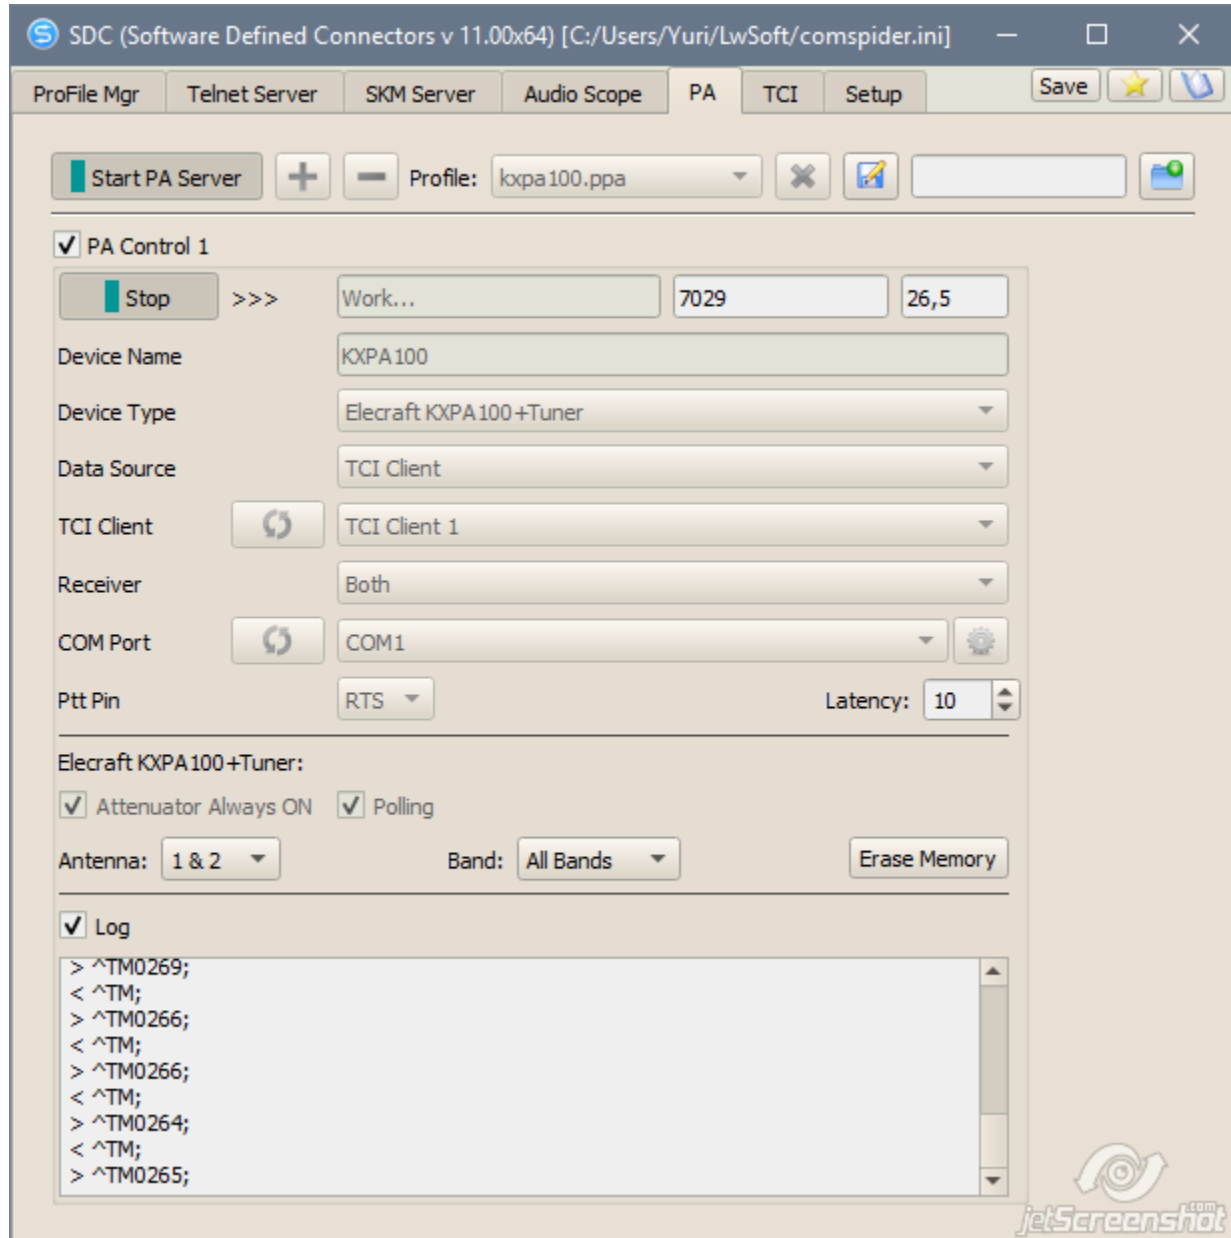 SDC (Software Defined Connectors v 11.00x64) [C:/Users/Yuri/LwSoft/comspider.ini]
ProFile Mgr Telnet Server SKM Server Audio Scope PA TCI Setup Save
Start PA Server Profile: kxpa100.ppa
PA Control 1
Stop >>> Work... 7029 26,5
Device Name KXPA100
Device Type Elecraft KXPA100+Tuner
Data Source TCI Client
TCI Client TCI Client 1
Receiver Both
COM Port COM1
Ptt Pin RTS Latency: 10
Elecraft KXPA100+Tuner:
Attenuator Always ON Polling
Antenna: 1 & 2 Band: All Bands Erase Memory
Log
> ^TM0269;
< ^TM;
> ^TM0266;
< ^TM;
> ^TM0266;
< ^TM;
> ^TM0264;
< ^TM;
> ^TM0265;
jetScreenshot.com